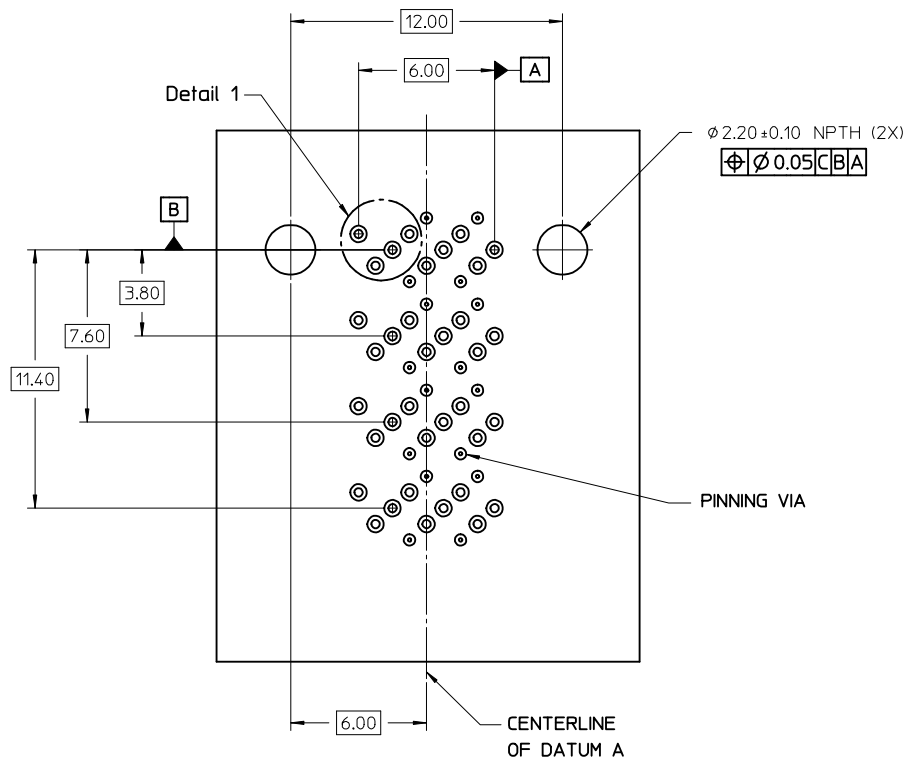 12.00
6.00
A
Detail 1
⌀2.20±0.10 NPTH (2X)
⌖ ⌀0.05 C B A
B
3.80
7.60
11.40
PINNING VIA
6.00
CENTERLINE
OF DATUM A